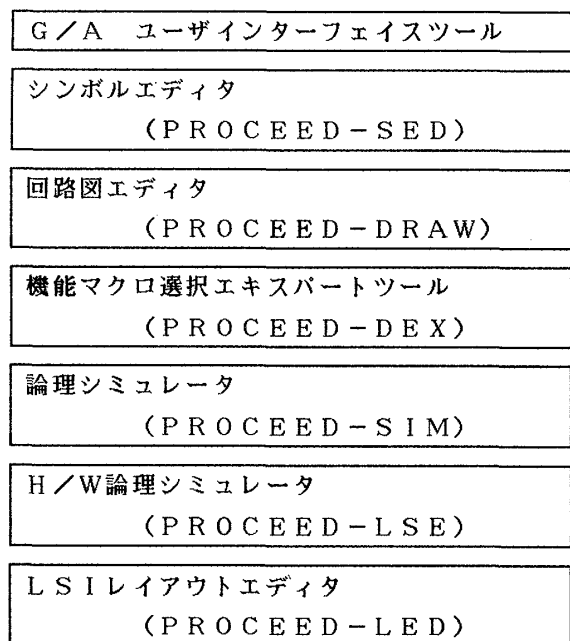 G／A　ユーザインターフェイスツール
シンボルエディタ
（PROCEED－SED）
回路図エディタ
（PROCEED－DRAW）
機能マクロ選択エキスパートツール
（PROCEED－DEX）
論理シミュレータ
（PROCEED－SIM）
H／W論理シミュレータ
（PROCEED－LSE）
LSIレイアウトエディタ
（PROCEED－LED）